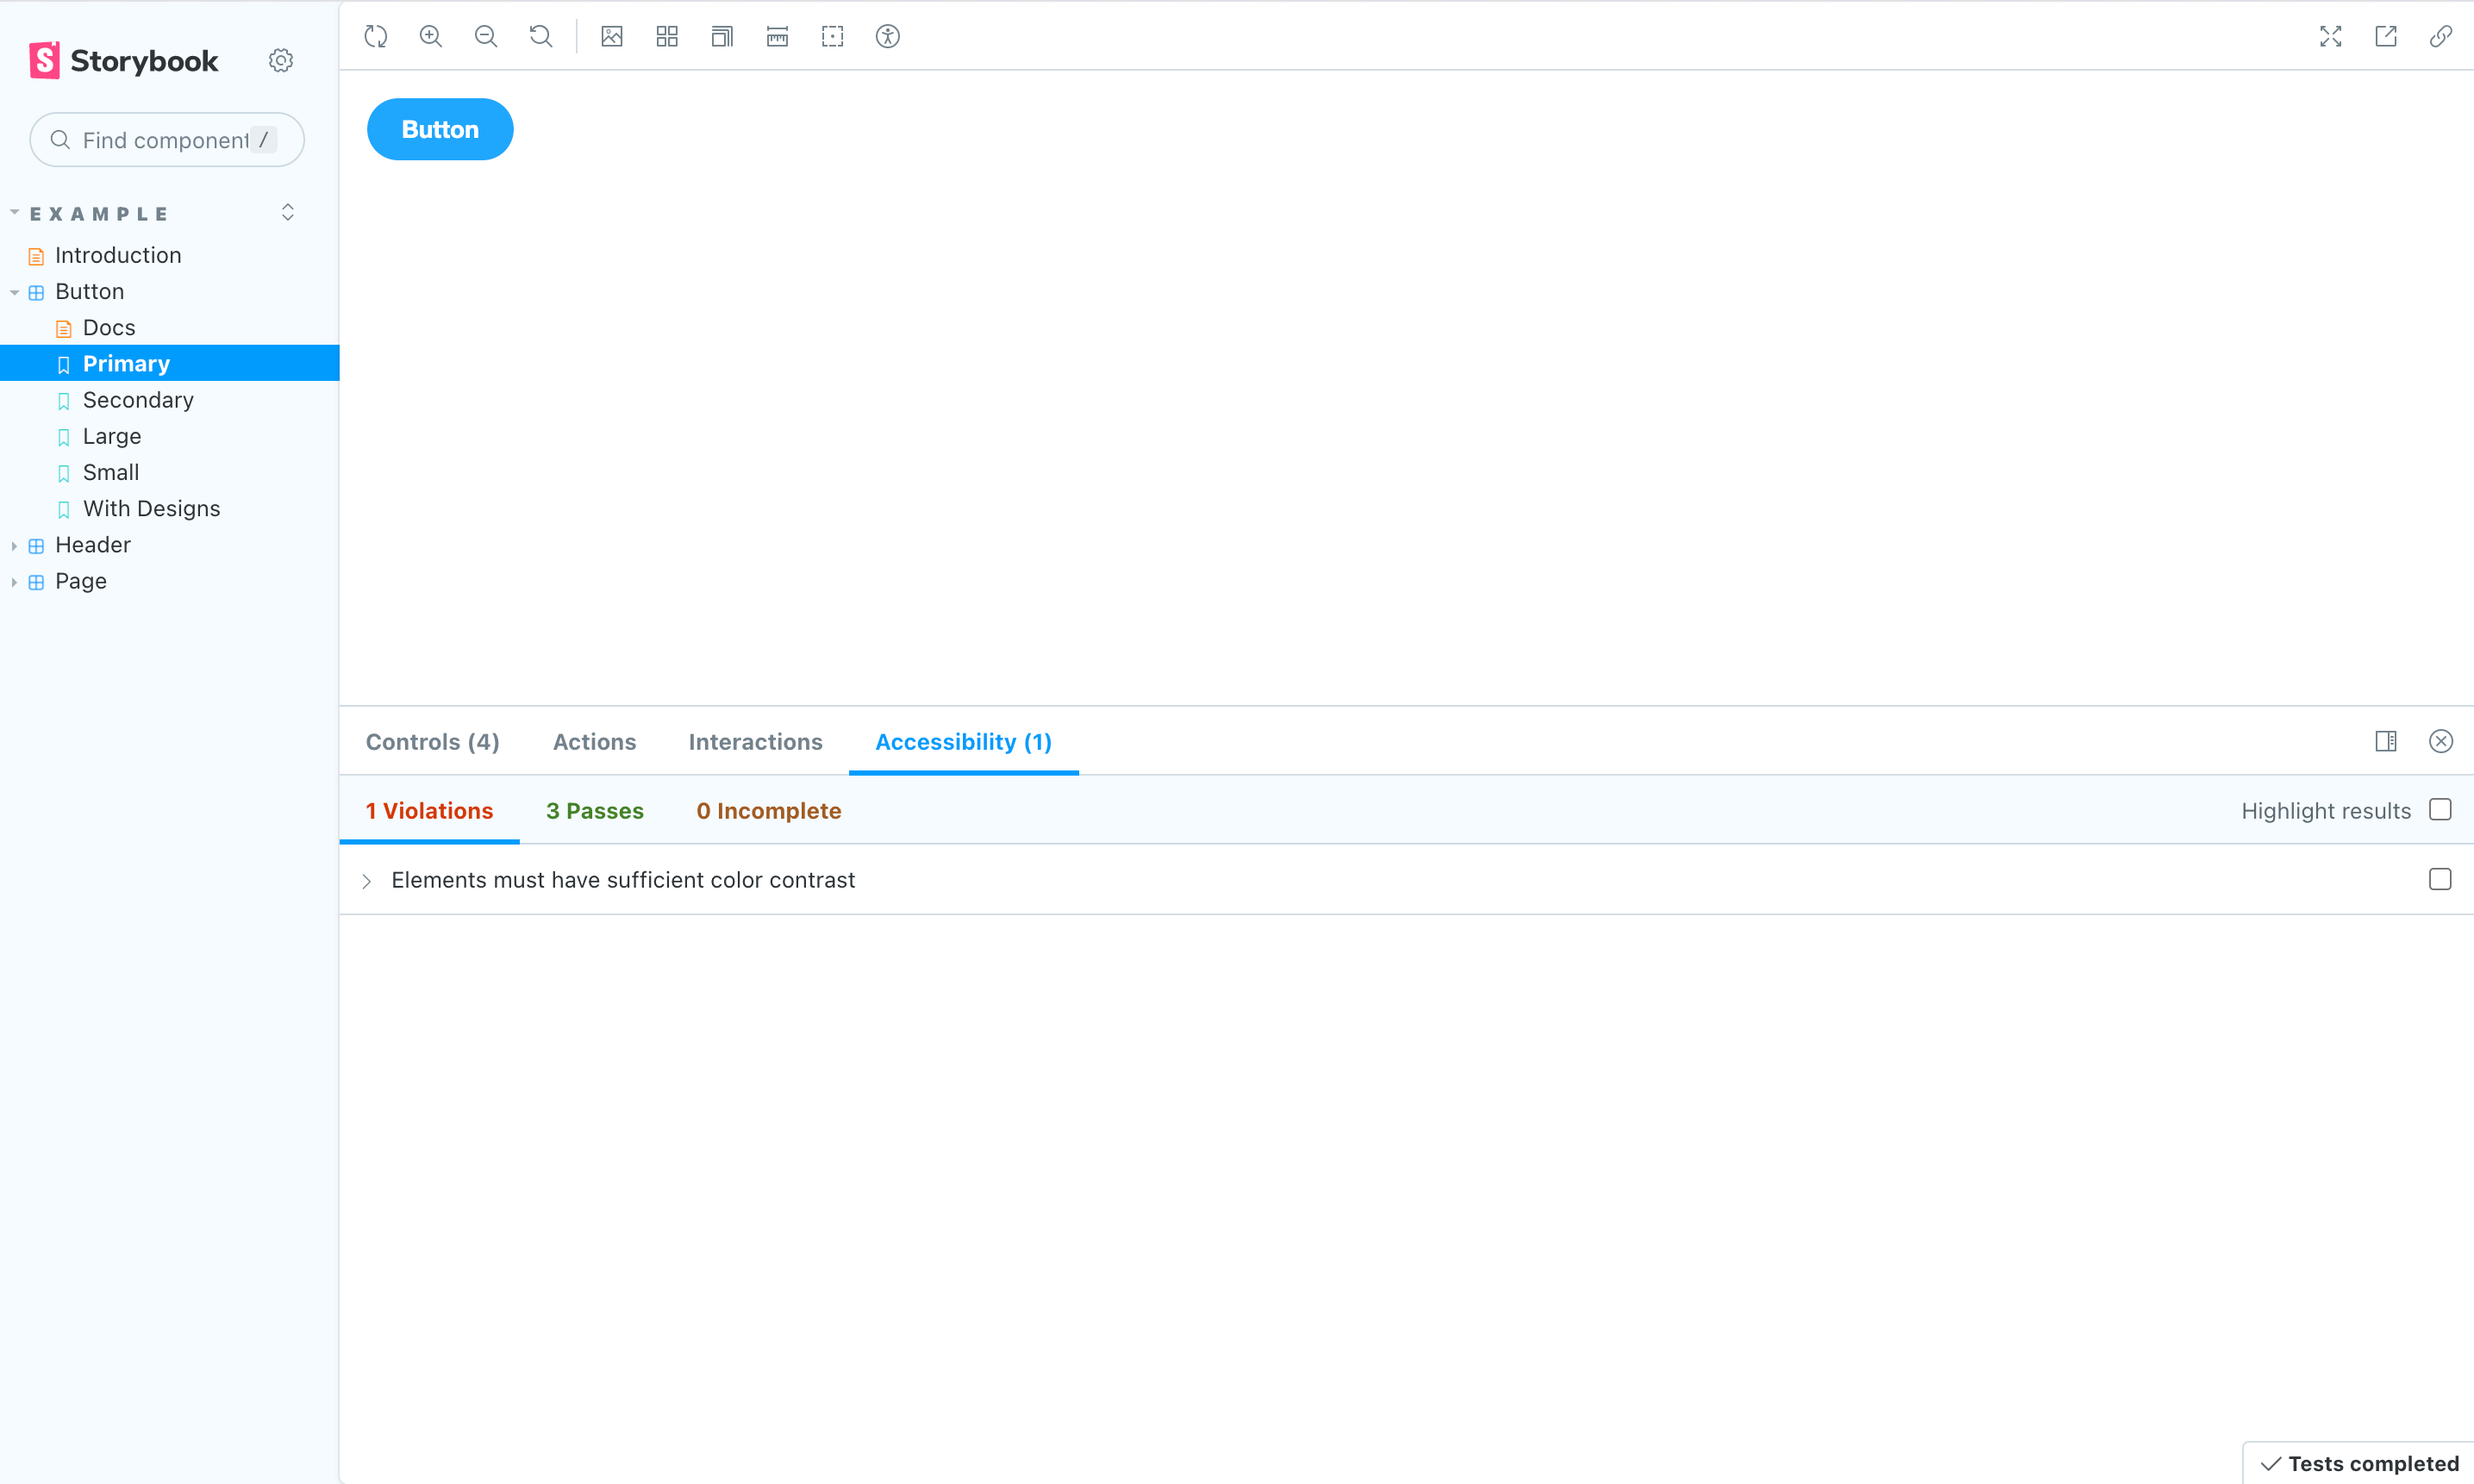 Storybook
Find component /
EXAMPLE
Introduction
Button
Docs
Primary
Secondary
Large
Small
With Designs
Header
Page
Button
Controls (4) Actions Interactions Accessibility (1)
1 Violations 3 Passes 0 Incomplete Highlight results
Elements must have sufficient color contrast
Tests completed